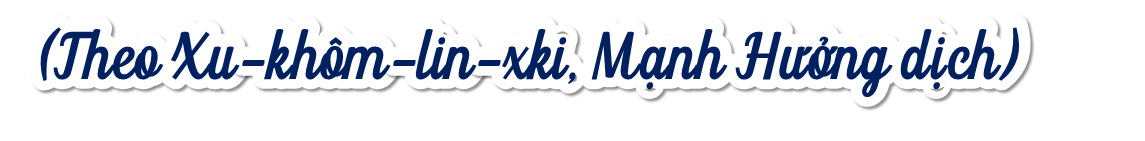 (Theo Xu-khôm-lin-xki, Mạnh Hưởng dịch)